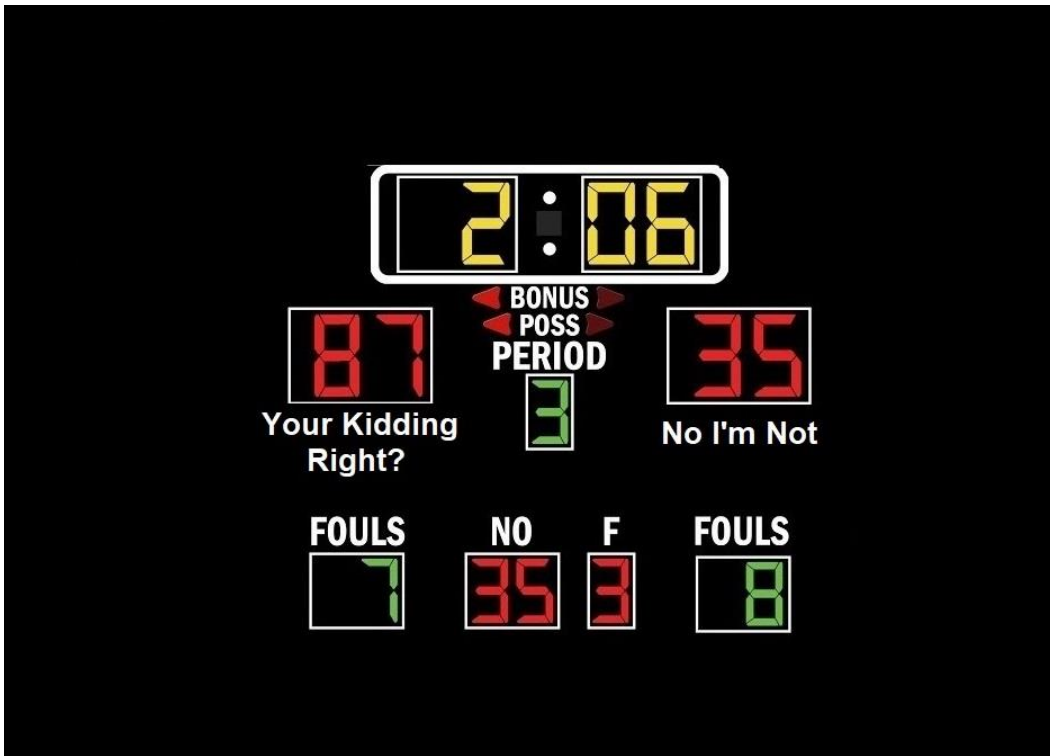 2:06
BONUS
POSS
PERIOD
87
3
35
Your Kidding
Right?
No I'm Not
FOULS NO F FOULS
7 35 3 8